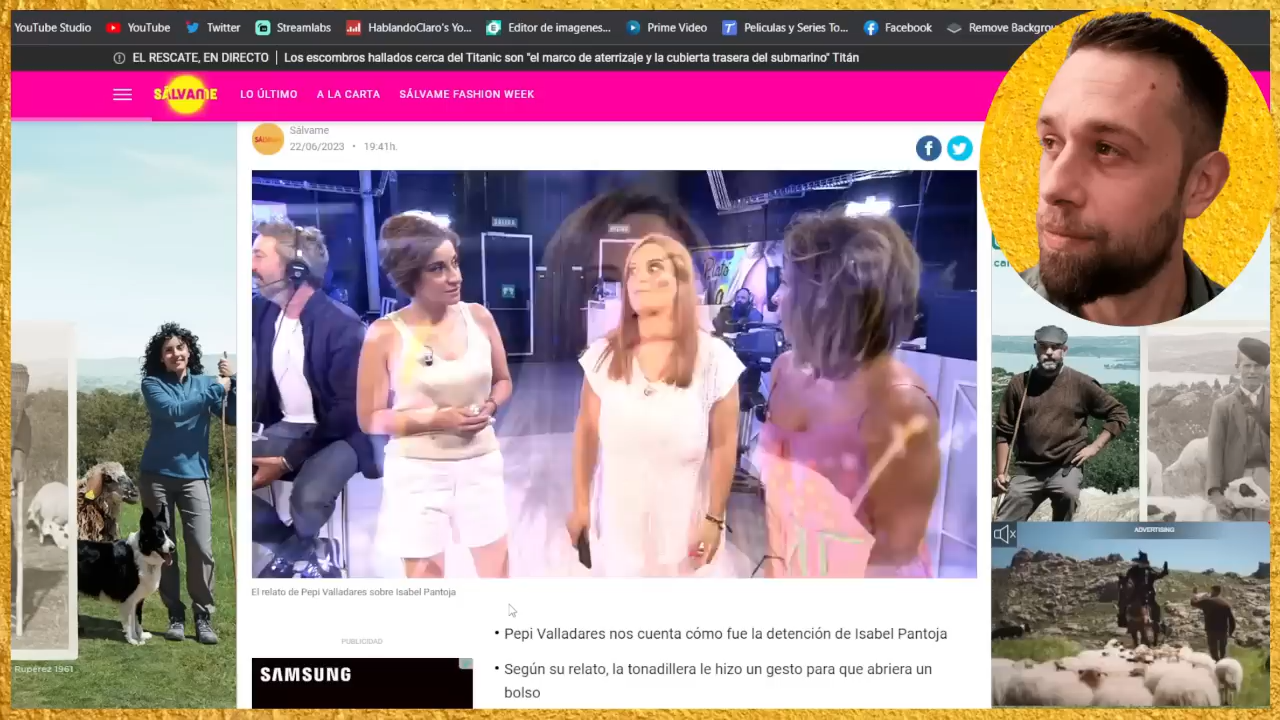 YouTube Studio YouTube Twitter Streamlabs HablandoClaro's Yo... Editor de imagenes... Prime Video Peliculas y Series To... Facebook Remove Backgrou
EL RESCATE, EN DIRECTO | Los escombros hallados cerca del Titanic son "el marco de aterrizaje y la cubierta trasera del submarino" Titán
SÁLVAME LO ÚLTIMO A LA CARTA SÁLVAME FASHION WEEK
Sálvame
22/06/2023 • 19:41h.
SALIDA
El relato de Pepi Valladares sobre Isabel Pantoja
• Pepi Valladares nos cuenta cómo fue la detención de Isabel Pantoja
PUBLICIDAD
• Según su relato, la tonadillera le hizo un gesto para que abriera un
bolso
SAMSUNG
Ruperez 1961
ADVERTISING